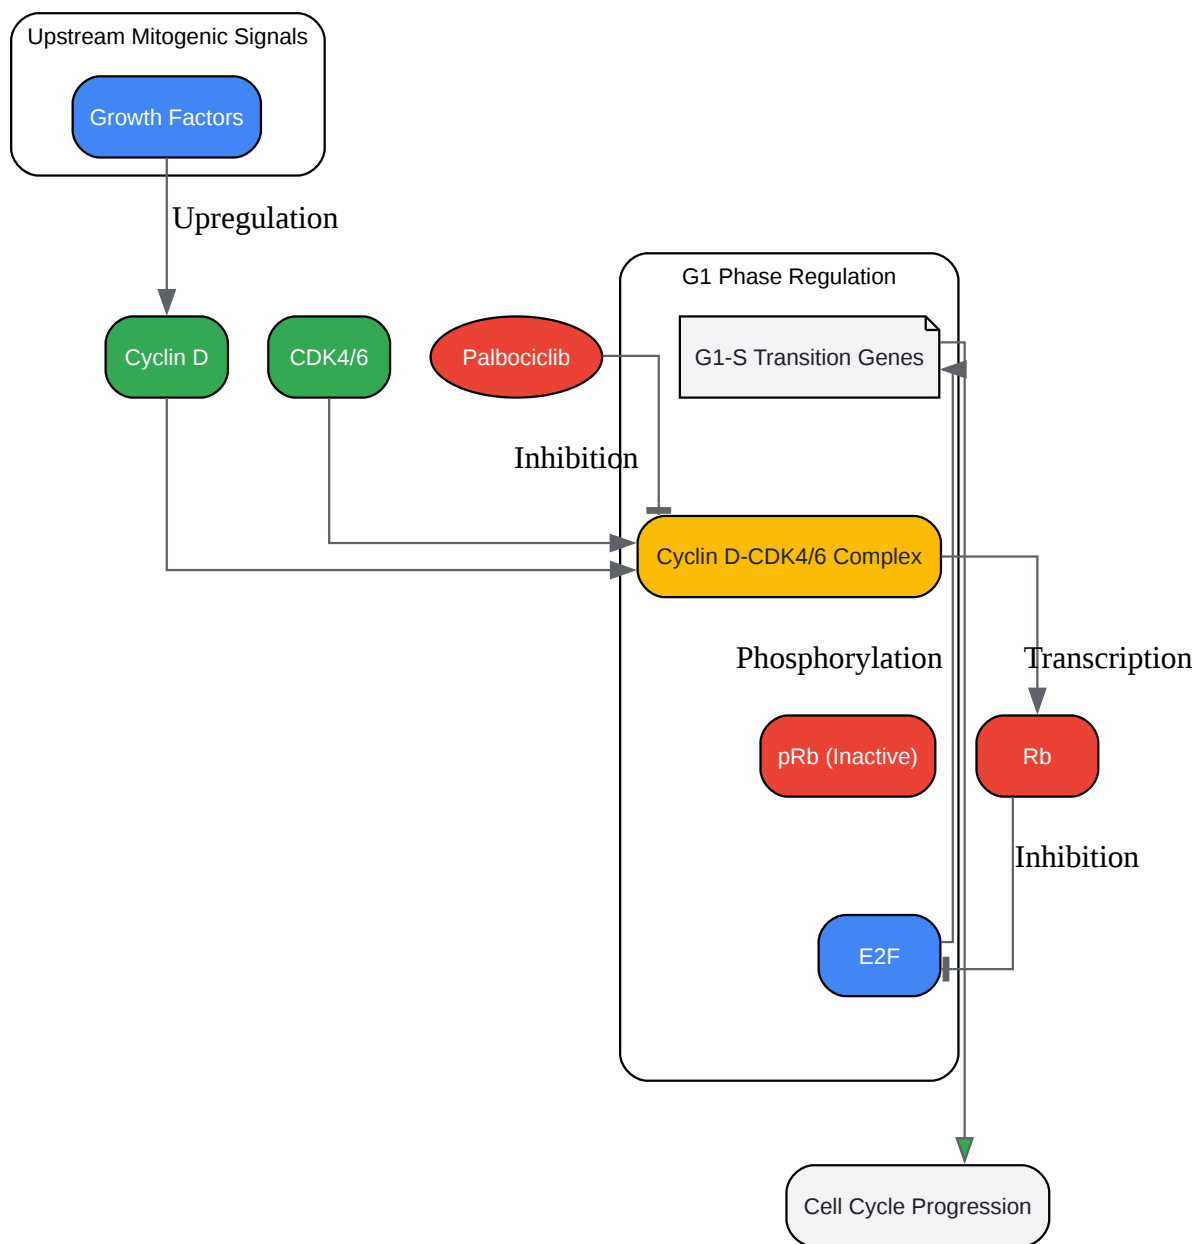 Upstream Mitogenic Signals
Growth Factors
Upregulation
G1 Phase Regulation
Cyclin D
CDK4/6
Palbociclib
G1-S Transition Genes
Inhibition
Cyclin D-CDK4/6 Complex
Phosphorylation
Transcription
pRb (Inactive)
Rb
Inhibition
E2F
Cell Cycle Progression